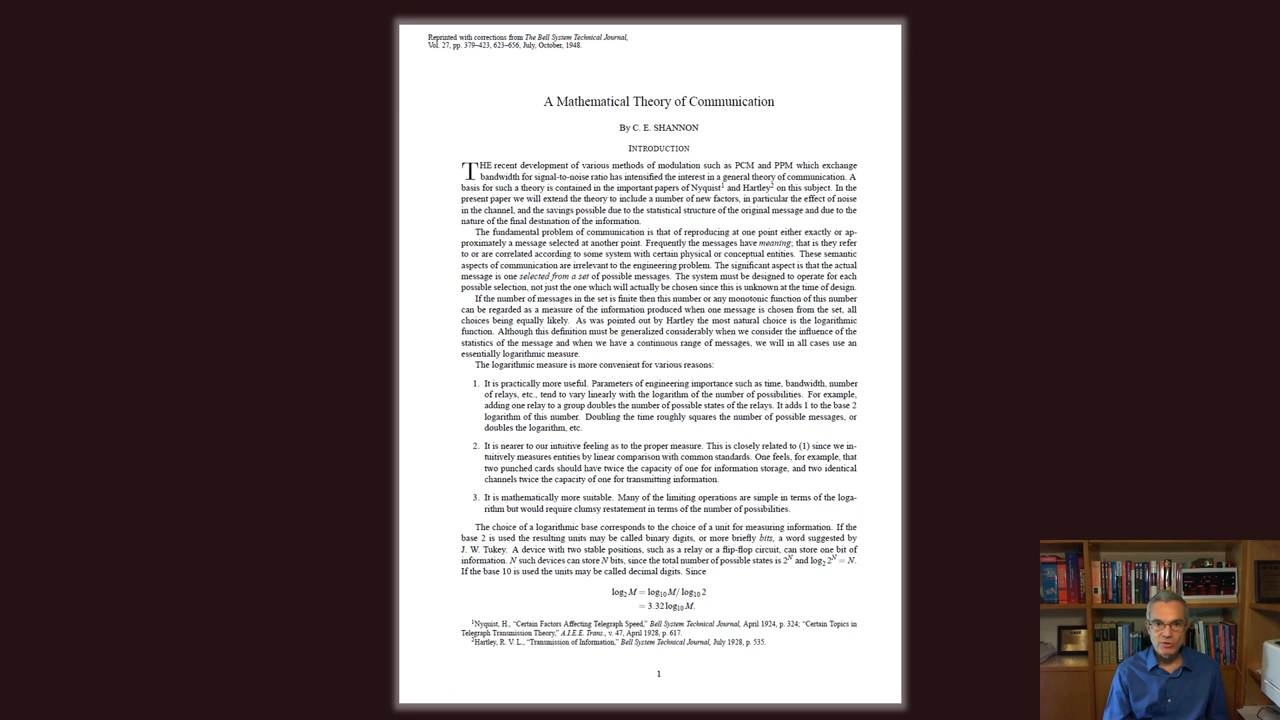 Reprinted with corrections from The Bell System Technical Journal,
Vol. 27, pp. 379–423, 623–656, July, October, 1948.
A Mathematical Theory of Communication
By C. E. SHANNON
INTRODUCTION
THE recent development of various methods of modulation such as PCM and PPM which exchange
bandwidth for signal-to-noise ratio has intensified the interest in a general theory of communication. A
basis for such a theory is contained in the important papers of Nyquist¹ and Hartley² on this subject. In the
present paper we will extend the theory to include a number of new factors, in particular the effect of noise
in the channel, and the savings possible due to the statistical structure of the original message and due to the
nature of the final destination of the information.
The fundamental problem of communication is that of reproducing at one point either exactly or ap-
proximately a message selected at another point. Frequently the messages have meaning; that is they refer
to or are correlated according to some system with certain physical or conceptual entities. These semantic
aspects of communication are irrelevant to the engineering problem. The significant aspect is that the actual
message is one selected from a set of possible messages. The system must be designed to operate for each
possible selection, not just the one which will actually be chosen since this is unknown at the time of design.
If the number of messages in the set is finite then this number or any monotonic function of this number
can be regarded as a measure of the information produced when one message is chosen from the set, all
choices being equally likely. As was pointed out by Hartley the most natural choice is the logarithmic
function. Although this definition must be generalized considerably when we consider the influence of the
statistics of the message and when we have a continuous range of messages, we will in all cases use an
essentially logarithmic measure.
The logarithmic measure is more convenient for various reasons:
1. It is practically more useful. Parameters of engineering importance such as time, bandwidth, number
of relays, etc., tend to vary linearly with the logarithm of the number of possibilities. For example,
adding one relay to a group doubles the number of possible states of the relays. It adds 1 to the base 2
logarithm of this number. Doubling the time roughly squares the number of possible messages, or
doubles the logarithm, etc.
2. It is nearer to our intuitive feeling as to the proper measure. This is closely related to (1) since we in-
tuitively measures entities by linear comparison with common standards. One feels, for example, that
two punched cards should have twice the capacity of one for information storage, and two identical
channels twice the capacity of one for transmitting information.
3. It is mathematically more suitable. Many of the limiting operations are simple in terms of the loga-
rithm but would require clumsy restatement in terms of the number of possibilities.
The choice of a logarithmic base corresponds to the choice of a unit for measuring information. If the
base 2 is used the resulting units may be called binary digits, or more briefly bits, a word suggested by
J. W. Tukey. A device with two stable positions, such as a relay or a flip-flop circuit, can store one bit of
information. N such devices can store N bits, since the total number of possible states is 2^N and log₂ 2^N = N.
If the base 10 is used the units may be called decimal digits. Since
log₂ M = log₁₀ M / log₁₀ 2
= 3.32 log₁₀ M.
¹Nyquist, H., “Certain Factors Affecting Telegraph Speed,” Bell System Technical Journal, April 1924, p. 324; “Certain Topics in
Telegraph Transmission Theory,” A.I.E.E. Trans., v. 47, April 1928, p. 617.
²Hartley, R. V. L., “Transmission of Information,” Bell System Technical Journal, July 1928, p. 535.
1